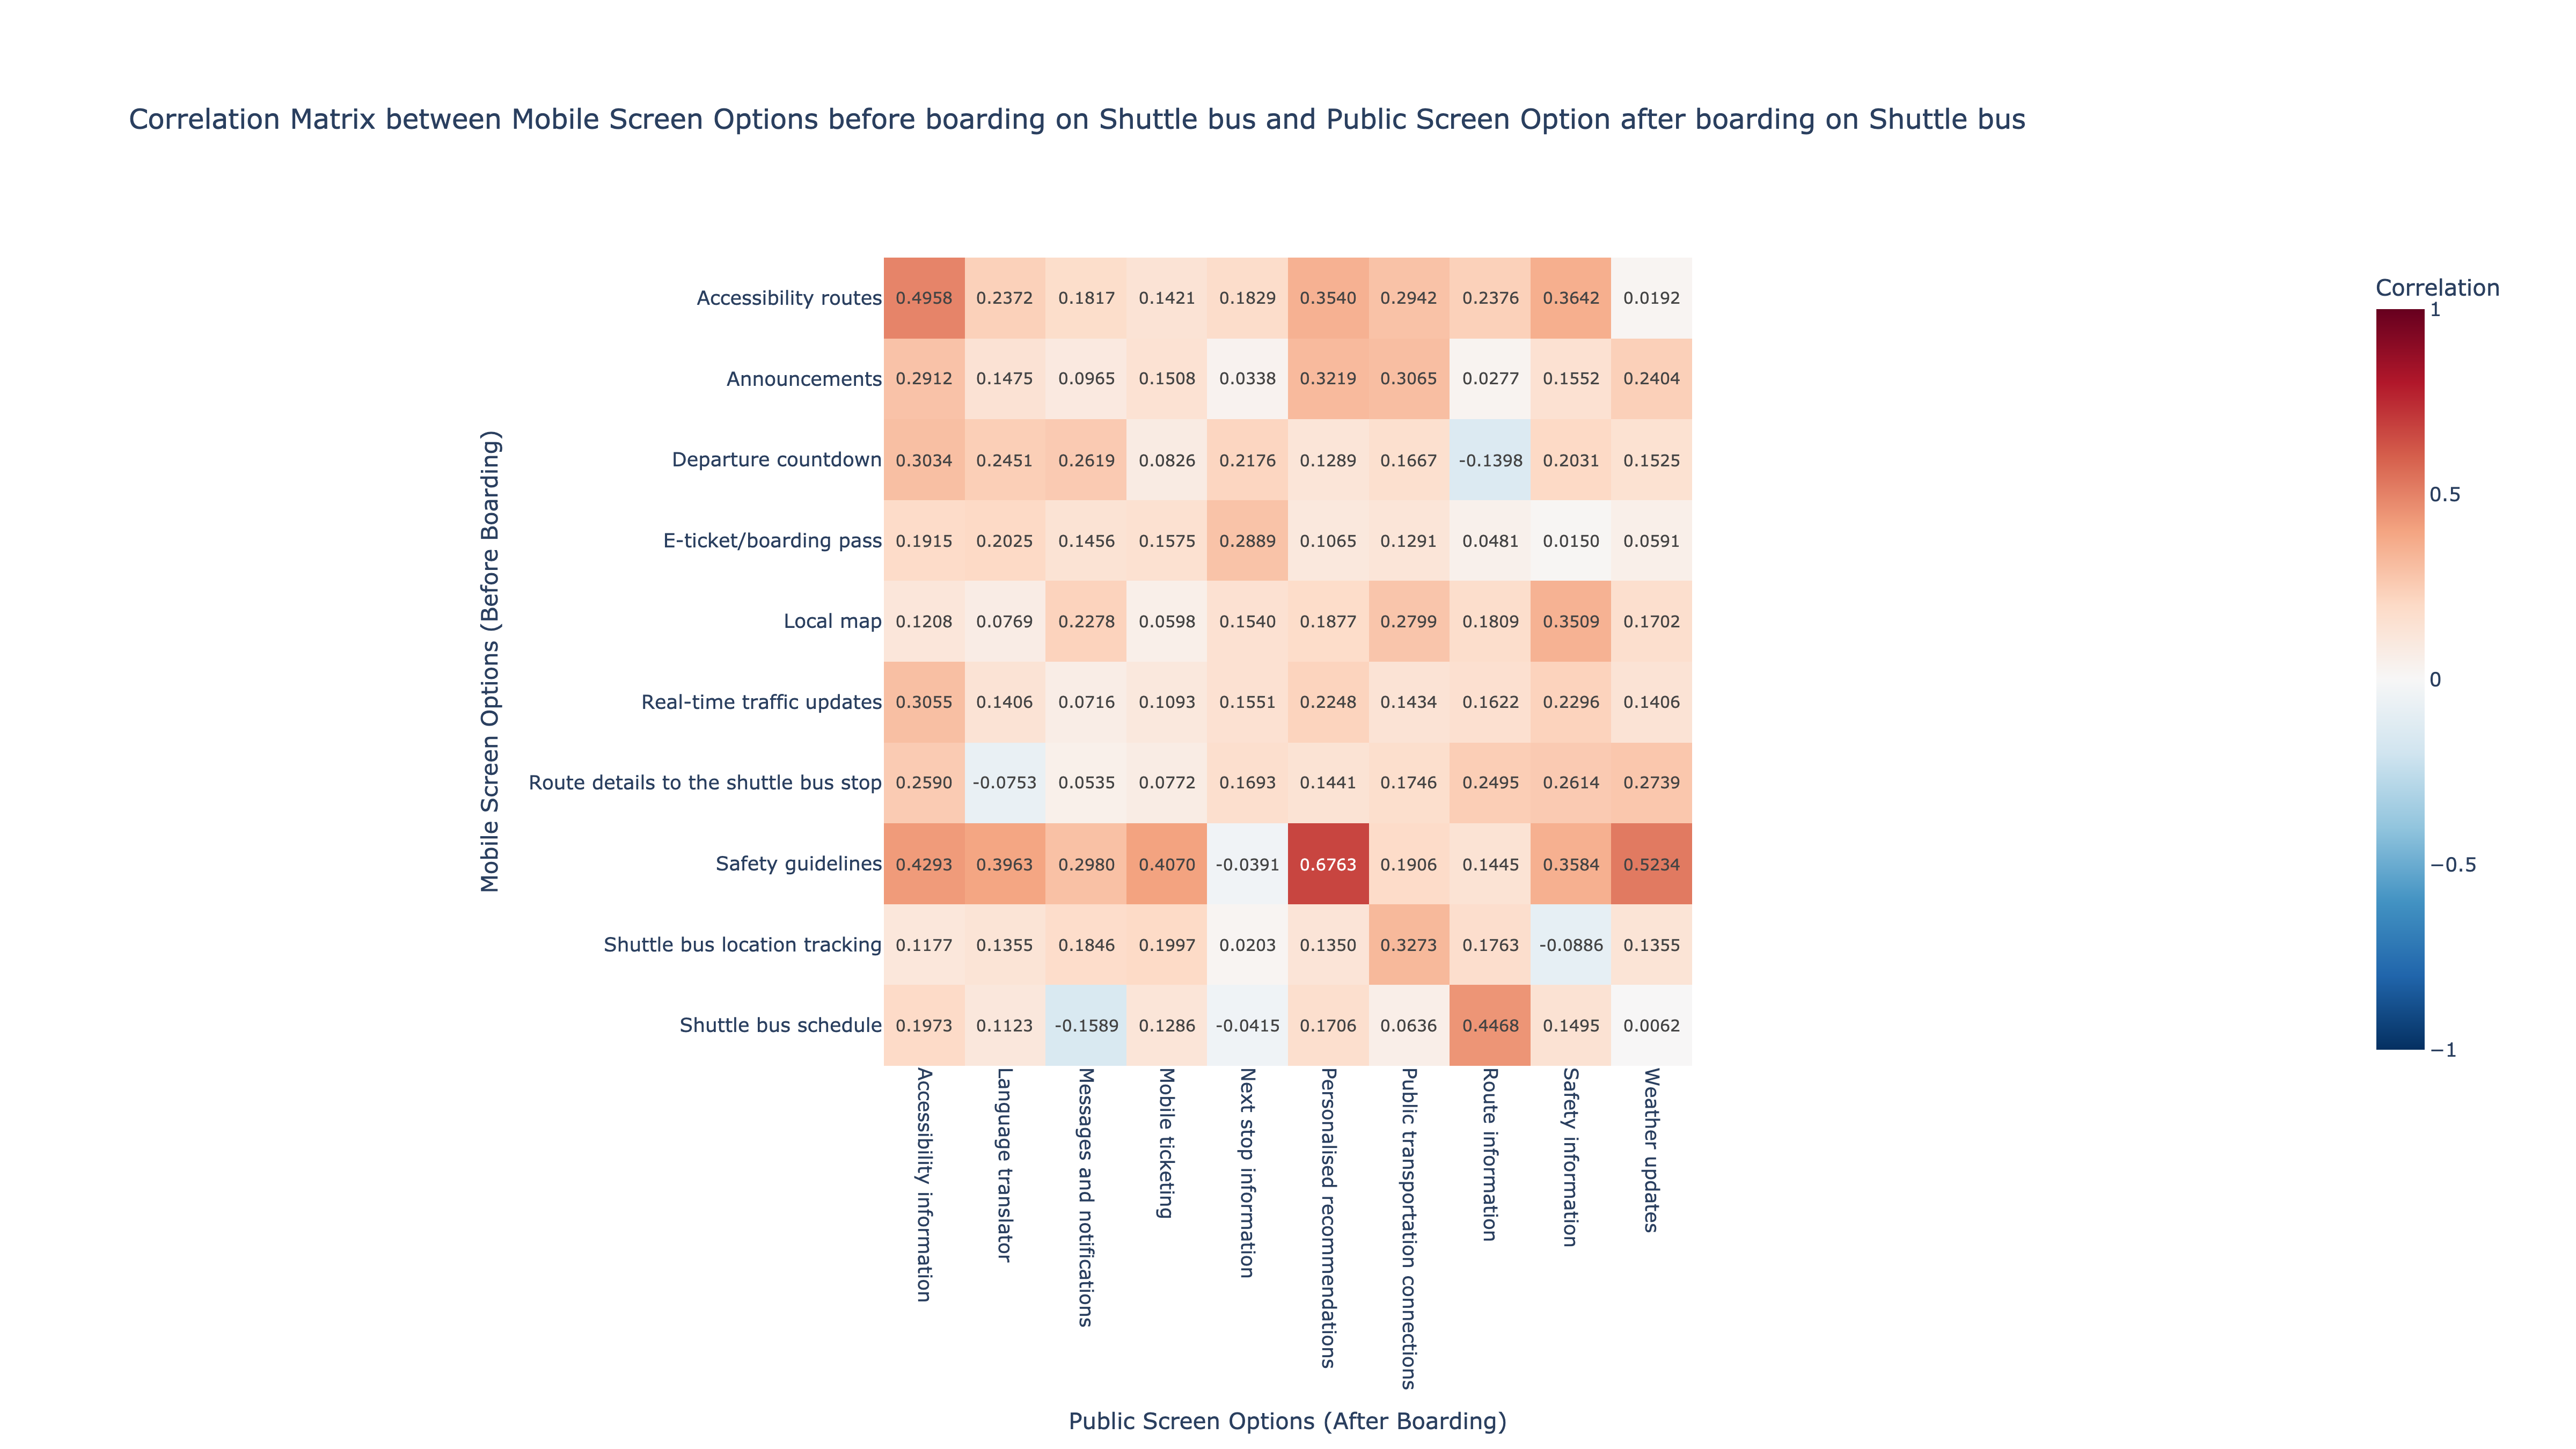 Correlation Matrix between Mobile Screen Options before boarding on Shuttle bus and Public Screen Option after boarding on Shuttle bus
Mobile Screen Options (Before Boarding)
Accessibility routes 0.4958 0.2372 0.1817 0.1421 0.1829 0.3540 0.2942 0.2376 0.3642 0.0192
Announcements 0.2912 0.1475 0.0965 0.1508 0.0338 0.3219 0.3065 0.0277 0.1552 0.2404
Departure countdown 0.3034 0.2451 0.2619 0.0826 0.2176 0.1289 0.1667 -0.1398 0.2031 0.1525
E-ticket/boarding pass 0.1915 0.2025 0.1456 0.1575 0.2889 0.1065 0.1291 0.0481 0.0150 0.0591
Local map 0.1208 0.0769 0.2278 0.0598 0.1540 0.1877 0.2799 0.1809 0.3509 0.1702
Real-time traffic updates 0.3055 0.1406 0.0716 0.1093 0.1551 0.2248 0.1434 0.1622 0.2296 0.1406
Route details to the shuttle bus stop 0.2590 -0.0753 0.0535 0.0772 0.1693 0.1441 0.1746 0.2495 0.2614 0.2739
Safety guidelines 0.4293 0.3963 0.2980 0.4070 -0.0391 0.6763 0.1906 0.1445 0.3584 0.5234
Shuttle bus location tracking 0.1177 0.1355 0.1846 0.1997 0.0203 0.1350 0.3273 0.1763 -0.0886 0.1355
Shuttle bus schedule 0.1973 0.1123 -0.1589 0.1286 -0.0415 0.1706 0.0636 0.4468 0.1495 0.0062
Accessibility information
Language translator
Messages and notifications
Mobile ticketing
Next stop information
Personalised recommendations
Public transportation connections
Route information
Safety information
Weather updates
Public Screen Options (After Boarding)
Correlation
1
0.5
0
−0.5
−1